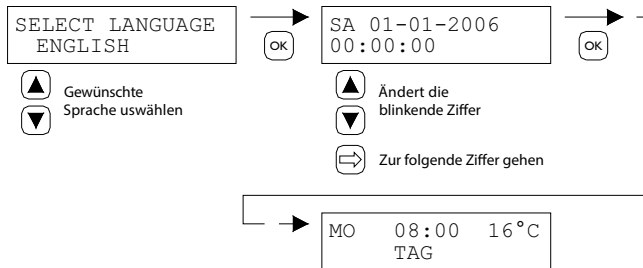 SELECT LANGUAGE
ENGLISH
OK
SA 01-01-2006
00:00:00
OK
Gewünschte
Sprache uswählen
Ändert die
blinkende Ziffer
Zur folgende Ziffer gehen
MO 08:00 16°C
TAG